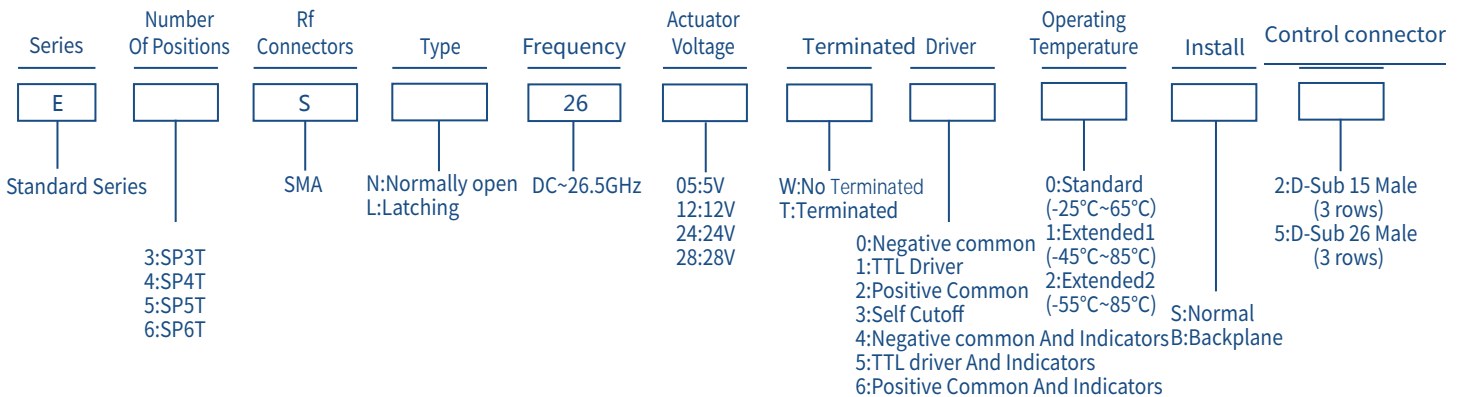 Series
Number
Of Positions
Rf
Connectors
Type
Frequency
Actuator
Voltage
Terminated
Driver
Operating
Temperature
Install
Control connector
E
S
26
Standard Series
3:SP3T
4:SP4T
5:SP5T
6:SP6T
SMA
N:Normally open
L:Latching
DC~26.5GHz
05:5V
12:12V
24:24V
28:28V
W:No Terminated
T:Terminated
0:Negative common
1:TTL Driver
2:Positive Common
3:Self Cutoff
4:Negative common And Indicators
5:TTL driver And Indicators
6:Positive Common And Indicators
0:Standard
(-25°C~65°C)
1:Extended1
(-45°C~85°C)
2:Extended2
(-55°C~85°C)
S:Normal
B:Backplane
2:D-Sub 15 Male
(3 rows)
5:D-Sub 26 Male
(3 rows)